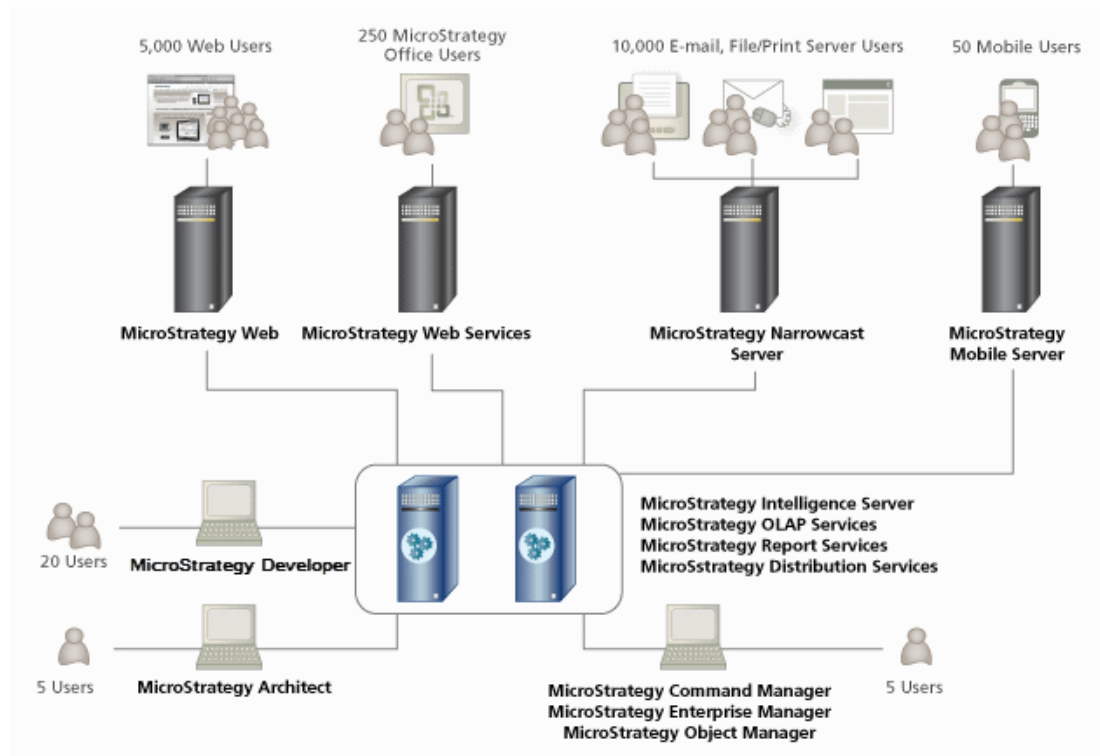 5,000 Web Users
250 MicroStrategy
Office Users
10,000 E-mail, File/Print Server Users
50 Mobile Users
MicroStrategy Web
MicroStrategy Web Services
MicroStrategy Narrowcast
Server
MicroStrategy
Mobile Server
MicroStrategy Intelligence Server
MicroStrategy OLAP Services
MicroStrategy Report Services
MicroSstrategy Distribution Services
20 Users
MicroStrategy Developer
5 Users
MicroStrategy Architect
MicroStrategy Command Manager
MicroStrategy Enterprise Manager
MicroStrategy Object Manager
5 Users